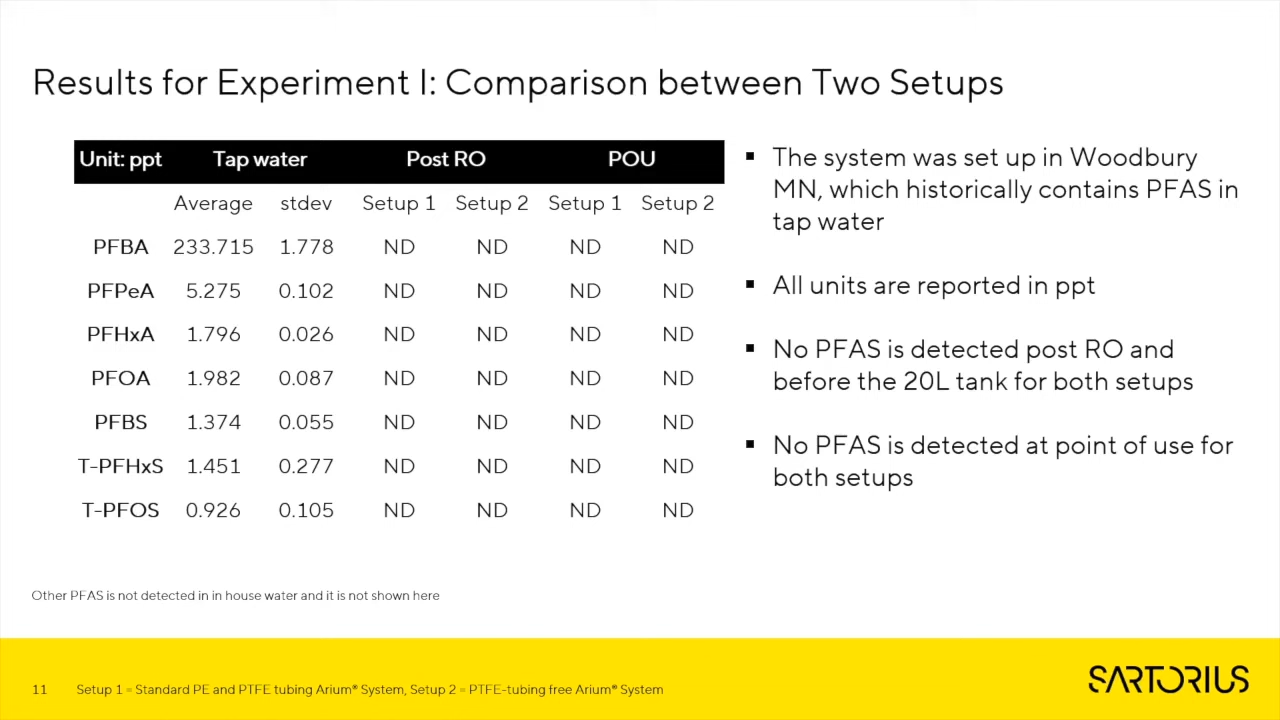 Results for Experiment I: Comparison between Two Setups
Unit: ppt Tap water Post RO POU
Average stdev Setup 1 Setup 2 Setup 1 Setup 2
PFBA 233.715 1.778 ND ND ND ND
PFPeA 5.275 0.102 ND ND ND ND
PFHxA 1.796 0.026 ND ND ND ND
PFOA 1.982 0.087 ND ND ND ND
PFBS 1.374 0.055 ND ND ND ND
T-PFHxS 1.451 0.277 ND ND ND ND
T-PFOS 0.926 0.105 ND ND ND ND
▪ The system was set up in Woodbury
MN, which historically contains PFAS in
tap water
▪ All units are reported in ppt
▪ No PFAS is detected post RO and
before the 20L tank for both setups
▪ No PFAS is detected at point of use for
both setups
Other PFAS is not detected in in house water and it is not shown here
11 Setup 1 = Standard PE and PTFE tubing Arium® System, Setup 2 = PTFE-tubing free Arium® System
SARTORIUS